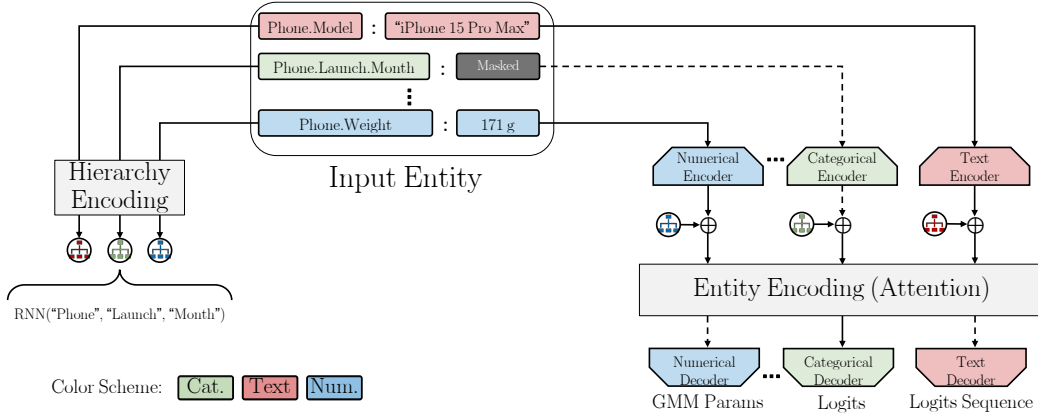 Phone.Model : “iPhone 15 Pro Max”
Phone.Launch.Month : Masked
Phone.Weight : 171 g
Input Entity
Hierarchy
Encoding
RNN(“Phone”, “Launch”, “Month”)
Numerical
Encoder
Categorical
Encoder
Text
Encoder
Entity Encoding (Attention)
Numerical
Decoder
Categorical
Decoder
Text
Decoder
GMM Params
Logits
Logits Sequence
Color Scheme: Cat. Text Num.